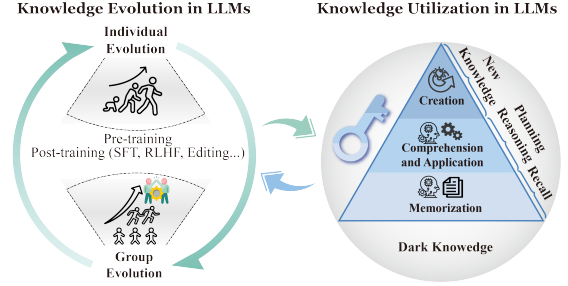 Knowledge Evolution in LLMs
Individual
Evolution
Pre-training
Post-training (SFT, RLHF, Editing...)
Group
Evolution
Knowledge Utilization in LLMs
Creation
Comprehension
and Application
Memorization
Dark Knowedge
New
Knowledge
Planning
Reasoning
Recall